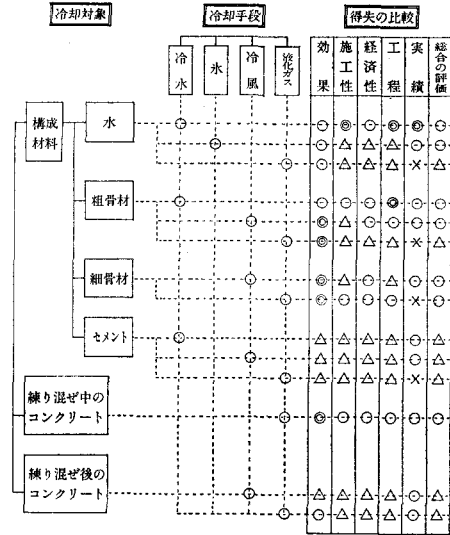 冷却対象
冷却手段
得失の比較
冷水
氷
冷風
液化ガス
効果
施工性
経済性
工程
実績
総合の評価
構成
材料
水
粗骨材
細骨材
セメント
練り混ぜ中の
コンクリート
練り混ぜ後の
コンクリート